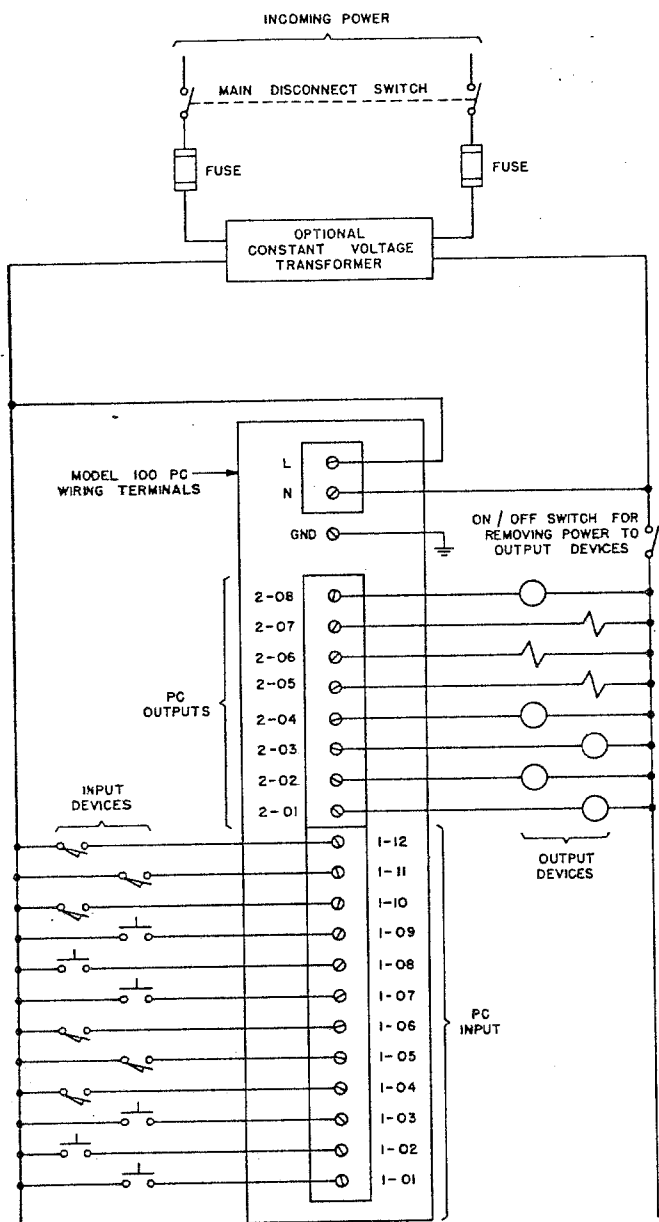 INCOMING POWER
MAIN DISCONNECT SWITCH
FUSE
FUSE
OPTIONAL
CONSTANT VOLTAGE
TRANSFORMER
MODEL 100 PC
WIRING TERMINALS
L
N
GND
ON / OFF SWITCH FOR
REMOVING POWER TO
OUTPUT DEVICES
PC
OUTPUTS
2-08
2-07
2-06
2-05
2-04
2-03
2-02
2-01
INPUT
DEVICES
OUTPUT
DEVICES
1-12
1-11
1-10
1-09
1-08
1-07
1-06
1-05
1-04
1-03
1-02
1-01
PC
INPUT